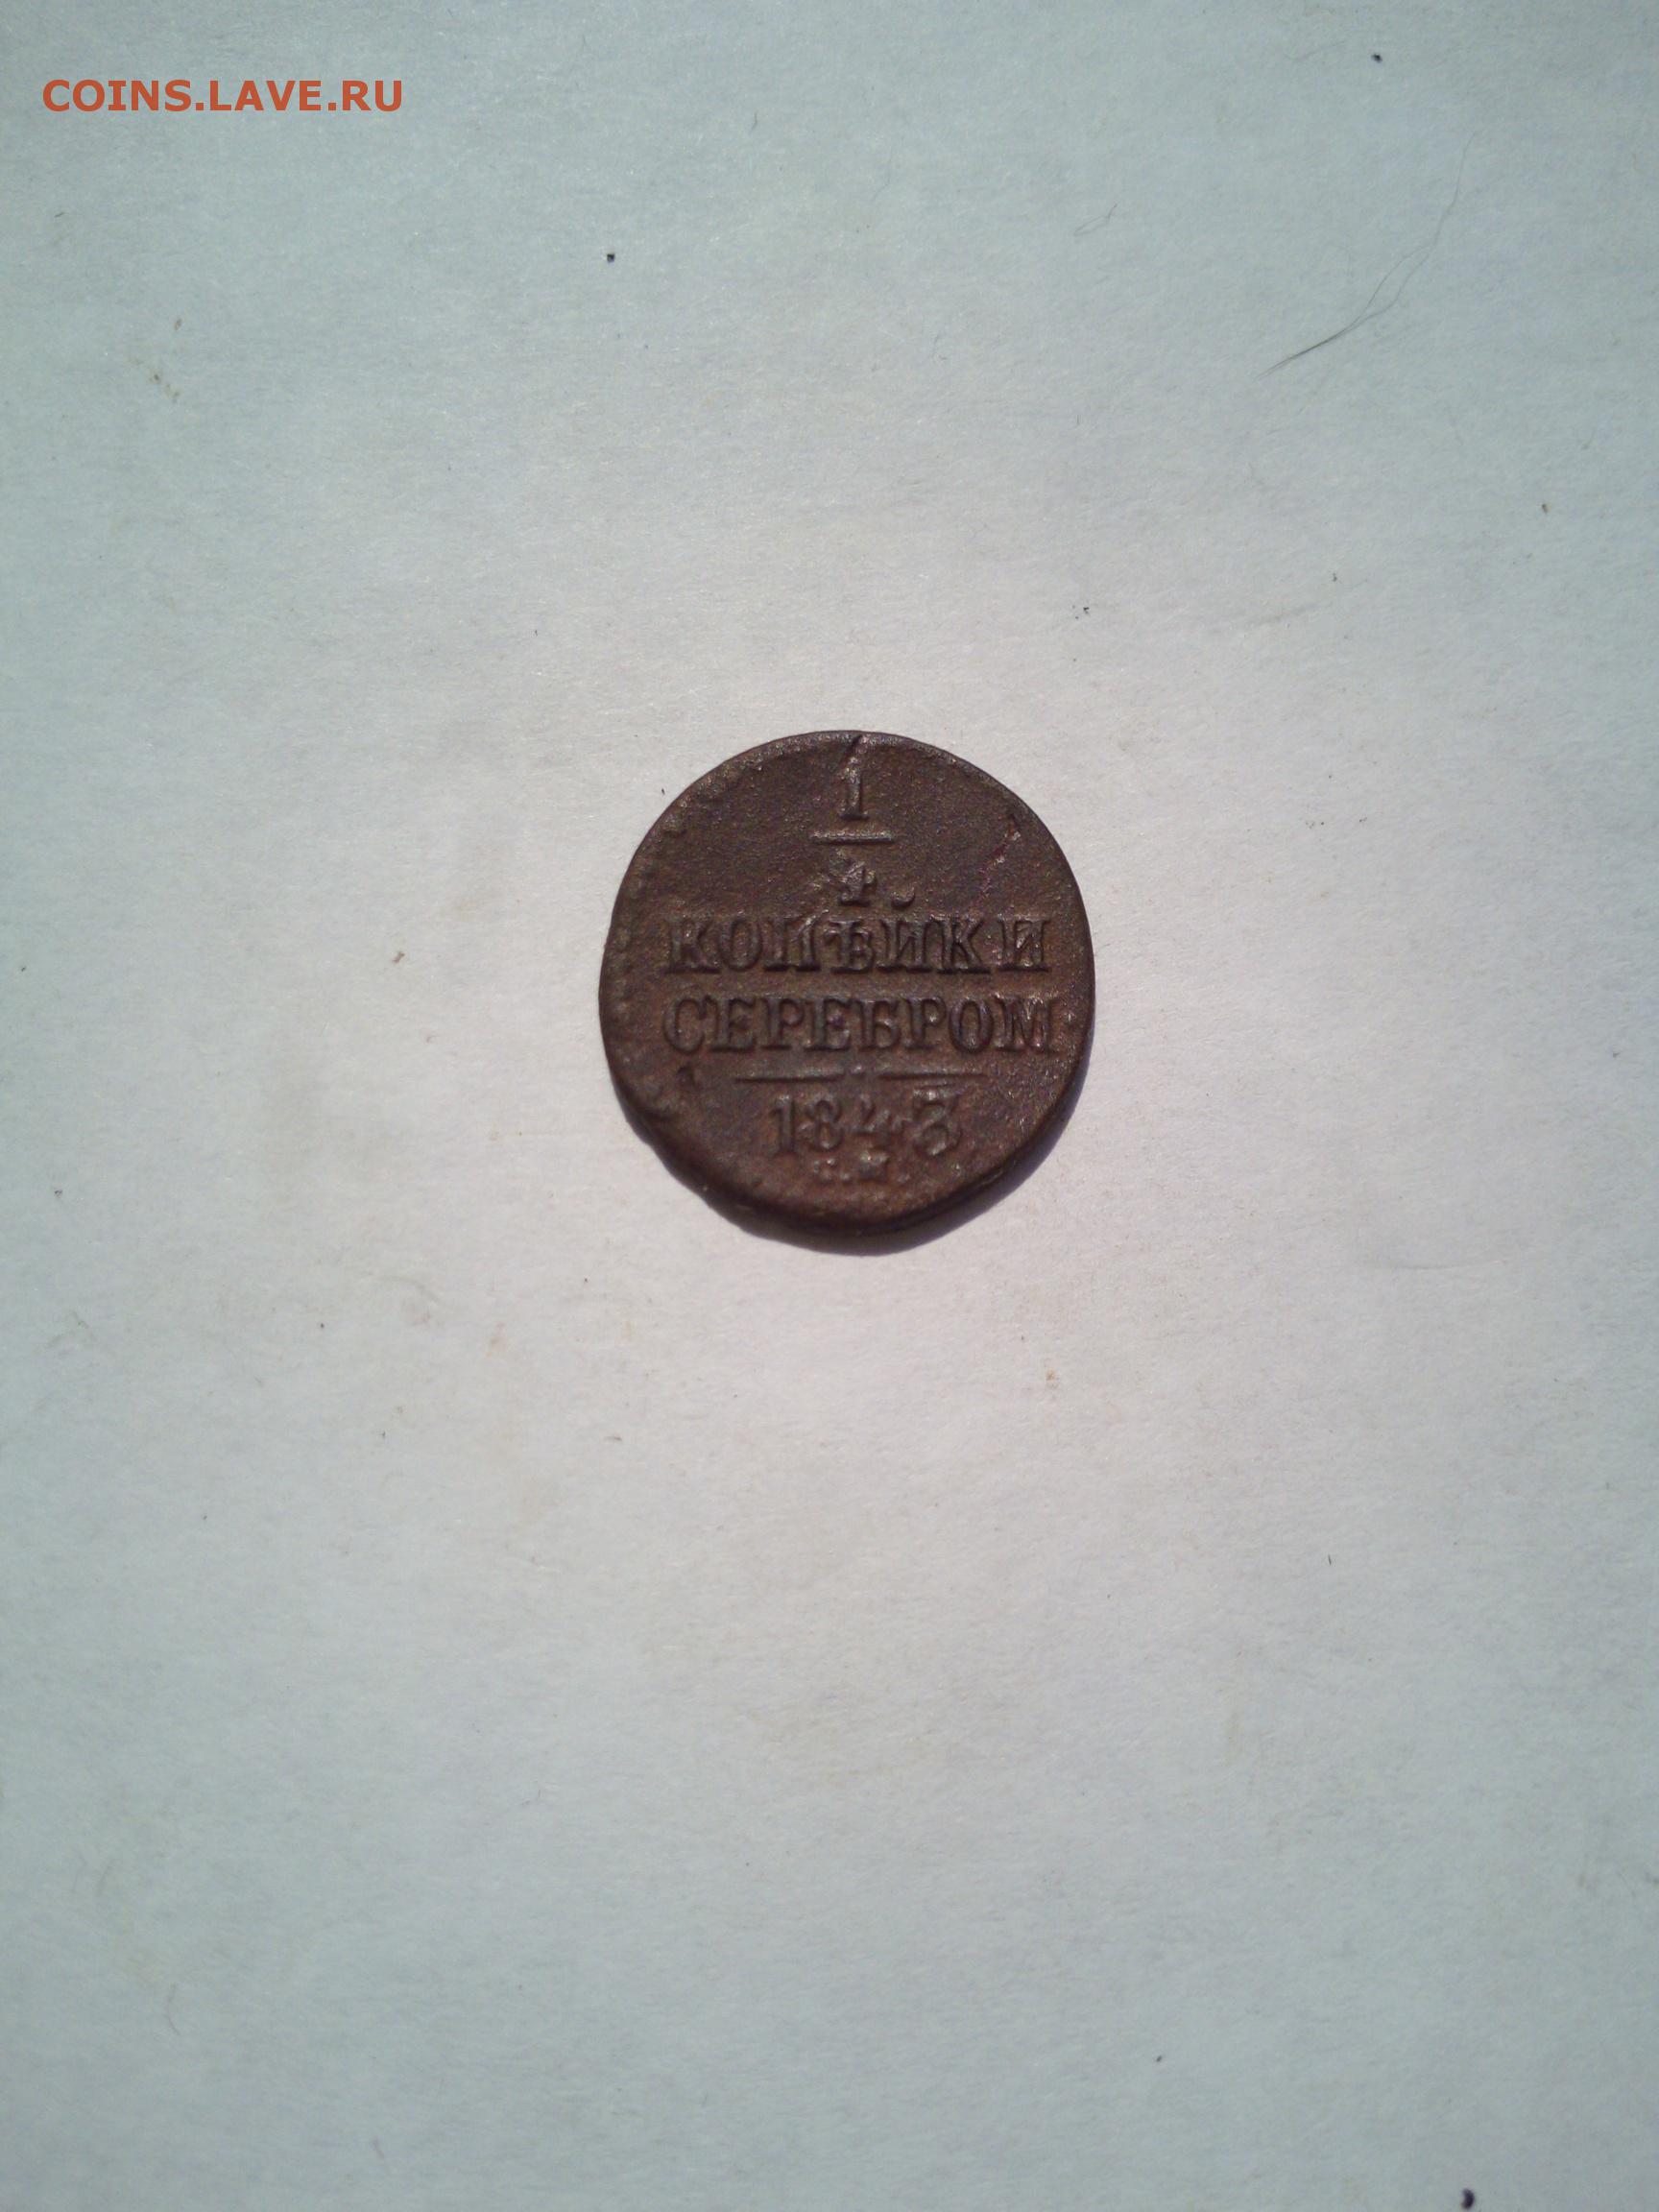 COINS.LAVE.RU
1
4.
КОПѢЙКИ
СЕРЕБРОМ
1843